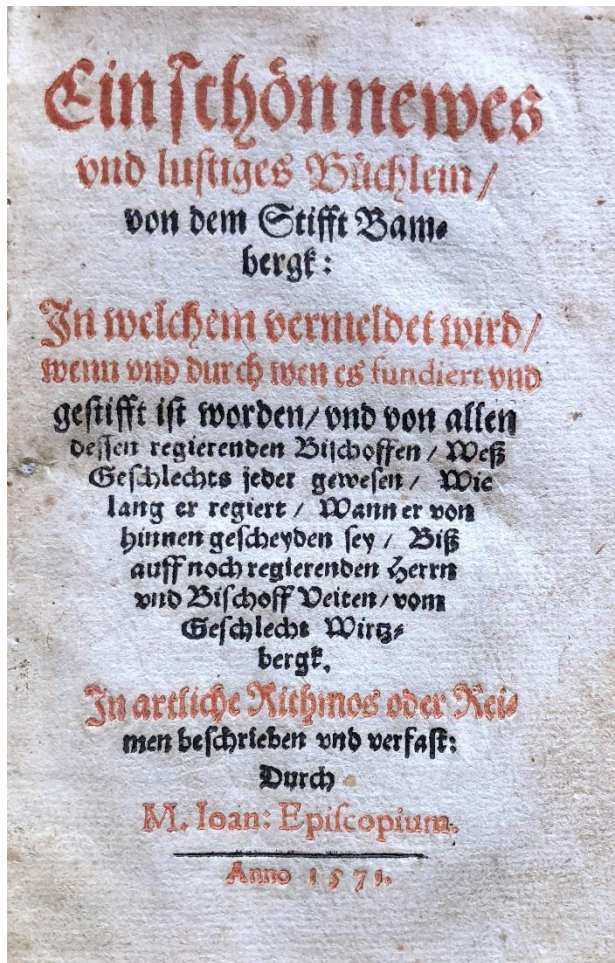 Ein schön newes
vnd lustiges Büchlein /
von dem Stifft Bam-
bergk:
In welchem vermeldet wird /
wenn vnd durch wen es fundiert vnd
gestifft ist worden / vnd von allen
dessen regierenden Bischoffen / Weß
Geschlechts jeder gewesen / Wie
lang er regiert / Wann er von
hinnen gescheyden sey / Biß
auff noch regierenden Herrn
vnd Bischoff Veiten / vom
Geschlecht Wirtz-
bergk.
In artliche Rithmos oder Rei-
men beschrieben vnd verfast:
Durch
M. Ioan: Episcopium.
Anno 1571.